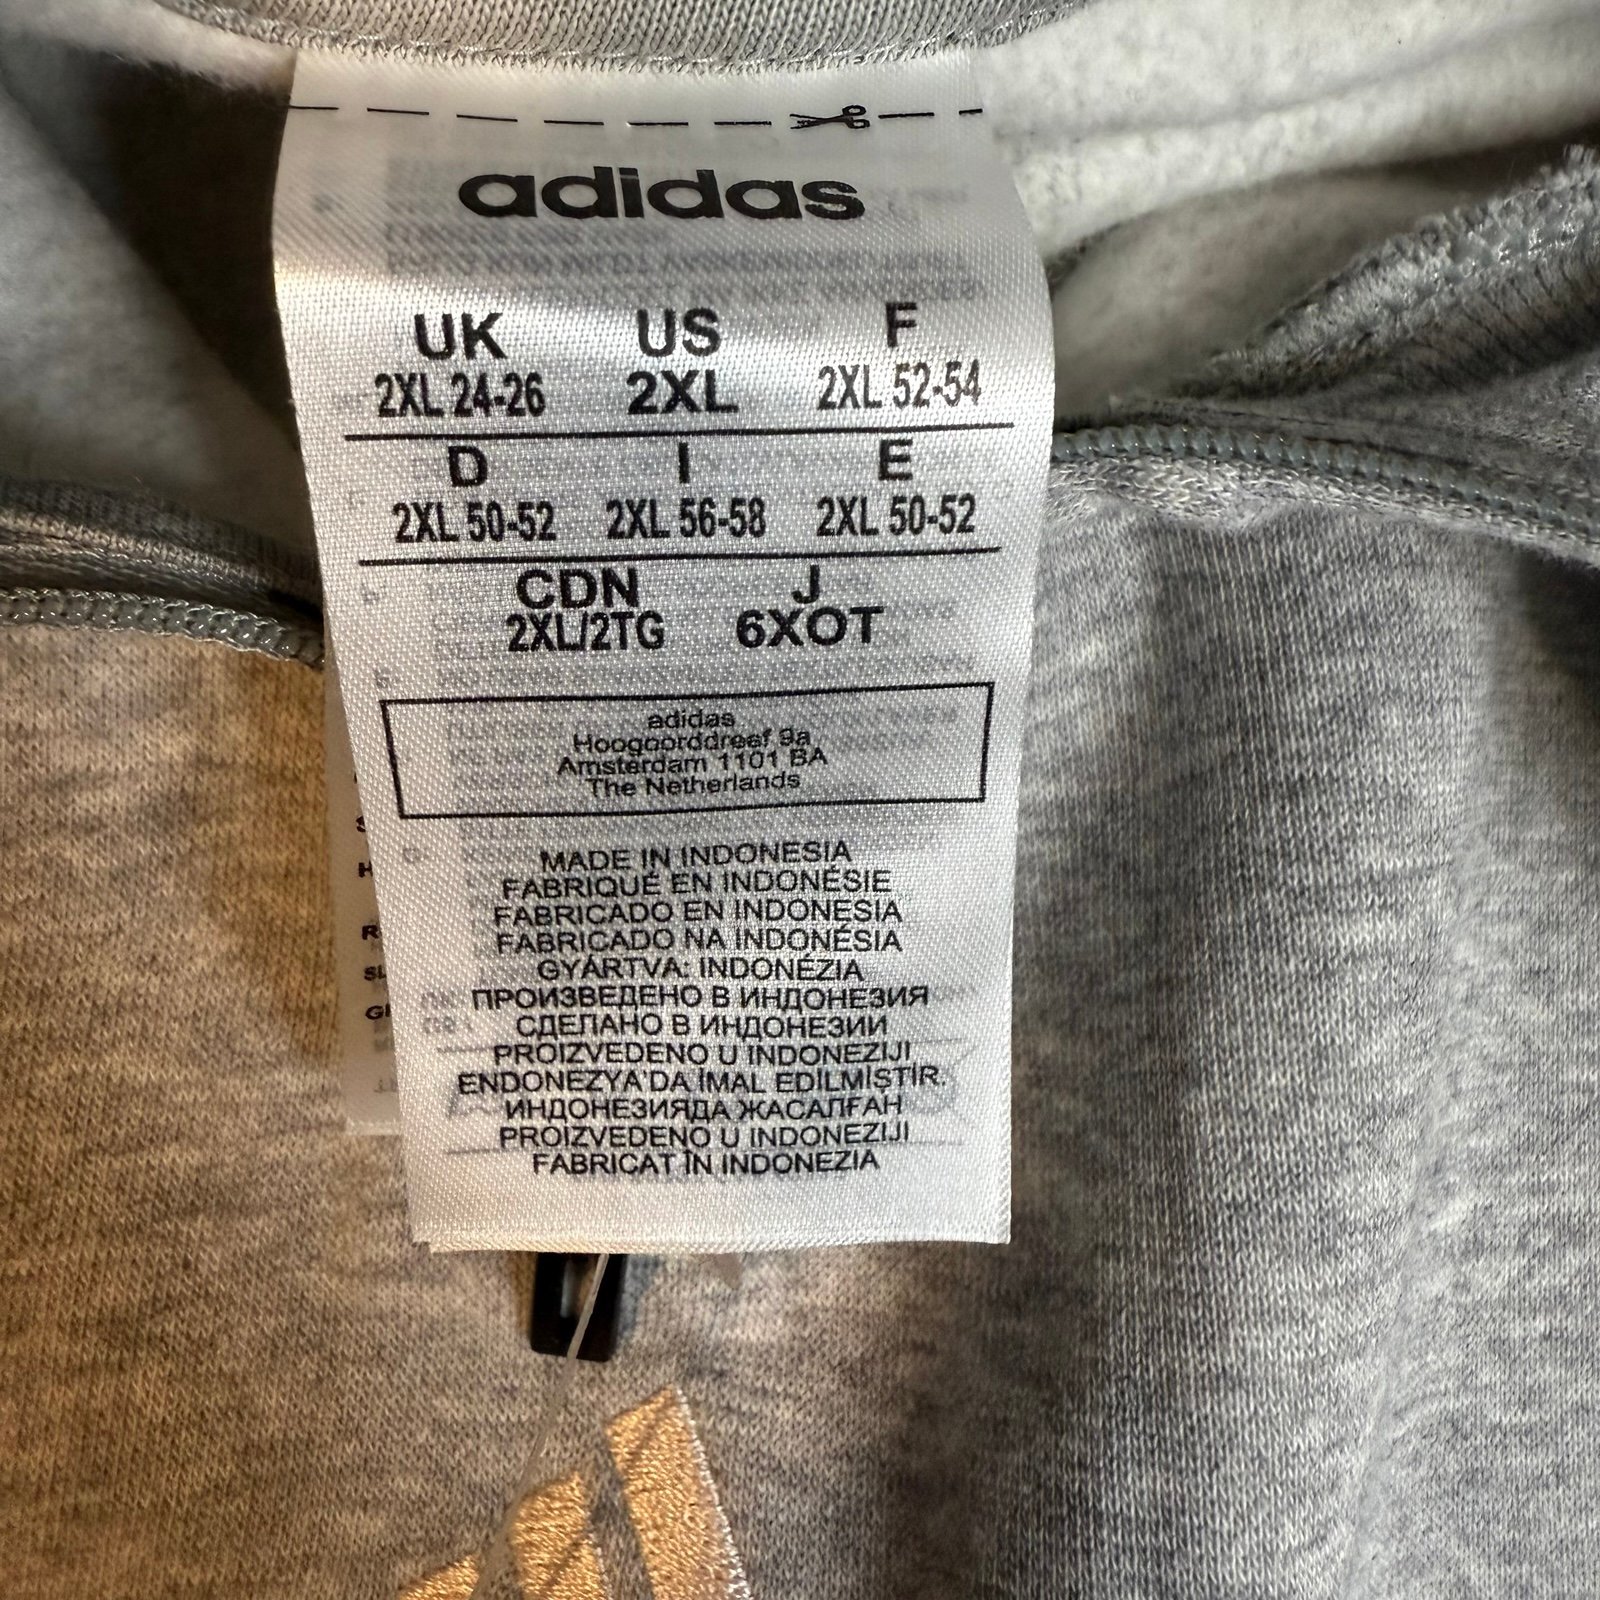 adidas
UK US F
2XL 24-26 2XL 2XL 52-54
D I E
2XL 50-52 2XL 56-58 2XL 50-52
CDN J
2XL/2TG 6XOT
adidas
Hoogoorddreef 9a
Amsterdam 1101 BA
The Netherlands
MADE IN INDONESIA
FABRIQUÉ EN INDONÉSIE
FABRICADO EN INDONESIA
FABRICADO NA INDONÉSIA
GYÁRTVA: INDONÉZIA
ПРОИЗВЕДЕНО В ИНДОНЕЗИЯ
СДЕЛАНО В ИНДОНЕЗИИ
PROIZVEDENO U INDONEZIJI
ENDONEZYA'DA İMAL EDİLMİŞTİR.
ИНДОНЕЗИЯДА ЖАСАЛҒАН
PROIZVEDENO U INDONEZIJI
FABRICAT ÎN INDONEZIA